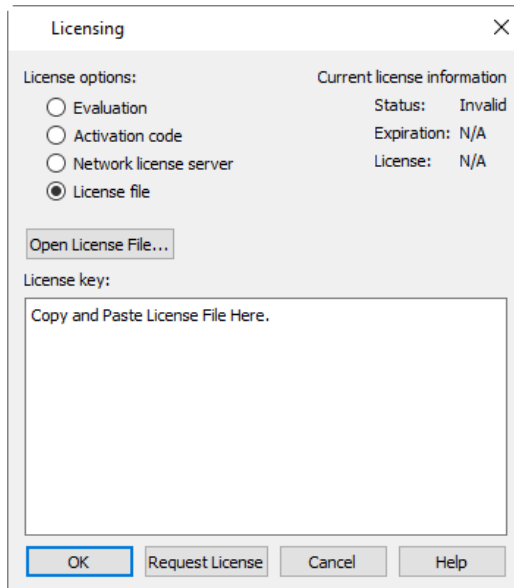 Licensing
License options:
Evaluation
Activation code
Network license server
License file
Current license information
Status: Invalid
Expiration: N/A
License: N/A
Open License File...
License key:
Copy and Paste License File Here.
OK
Request License
Cancel
Help